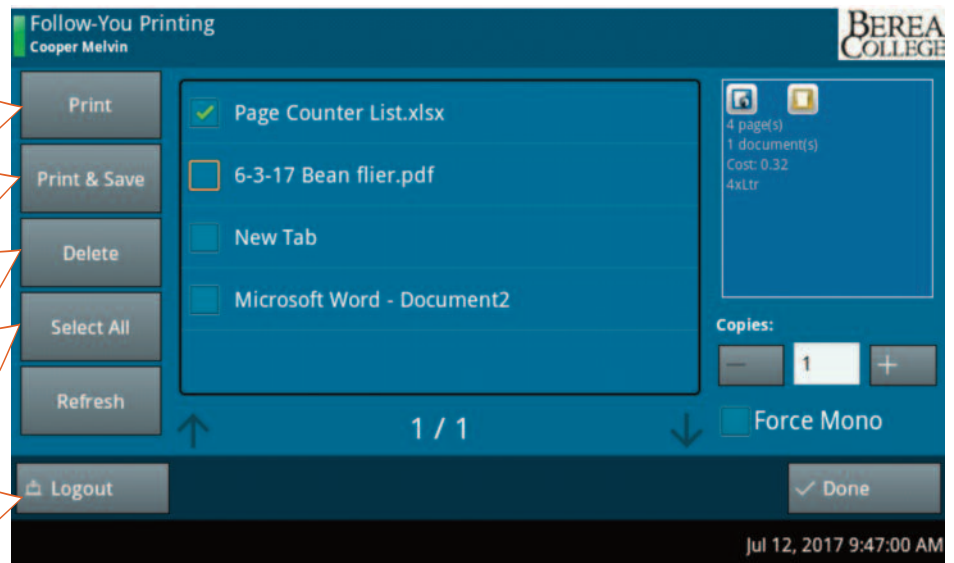 Follow-You Printing
Cooper Melvin
BEREA
COLLEGE
Print
Print & Save
Delete
Select All
Refresh
Page Counter List.xlsx
6-3-17 Bean flier.pdf
New Tab
Microsoft Word - Document2
1 / 1
4 page(s)
1 document(s)
Cost: 0.32
4xLtr
Copies:
1
Force Mono
Logout
Done
Jul 12, 2017 9:47:00 AM